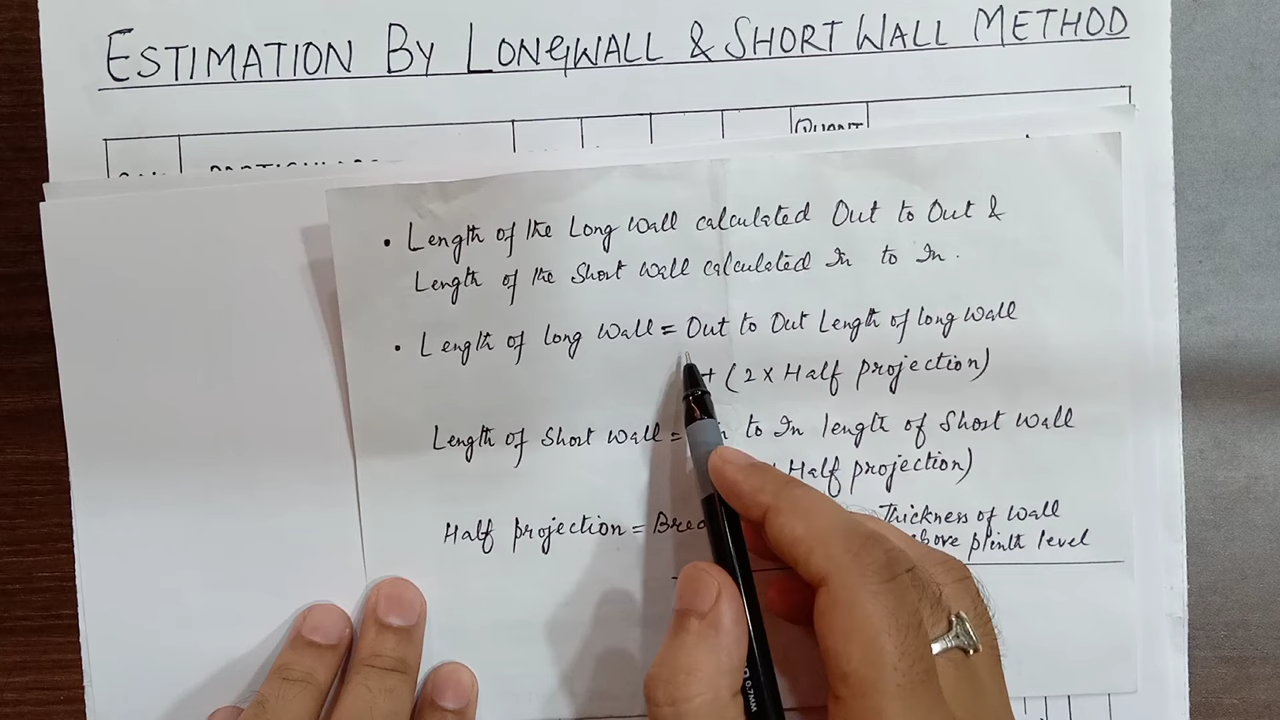 ESTIMATION BY LONGWALL & SHORT WALL METHOD
QUANT
• Length of the Long Wall calculated Out to Out &
Length of the Short Wall calculated In to In.
• Length of long Wall = Out to Out Length of long Wall
+ (2 x Half projection)
Length of Short Wall = to In length of Short Wall
Half projection)
Half projection = Thickness of Wall
above plinth level
0.7MM